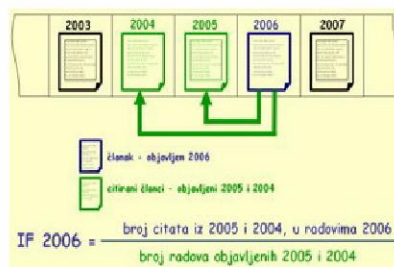 2003 2004 2005 2006 2007
članak - objavljen 2006
citirani članci - objavljeni 2005 i 2004
IF 2006 = broj citata iz 2005 i 2004, u radovima 2006
broj radova objavljenih 2005 i 2004